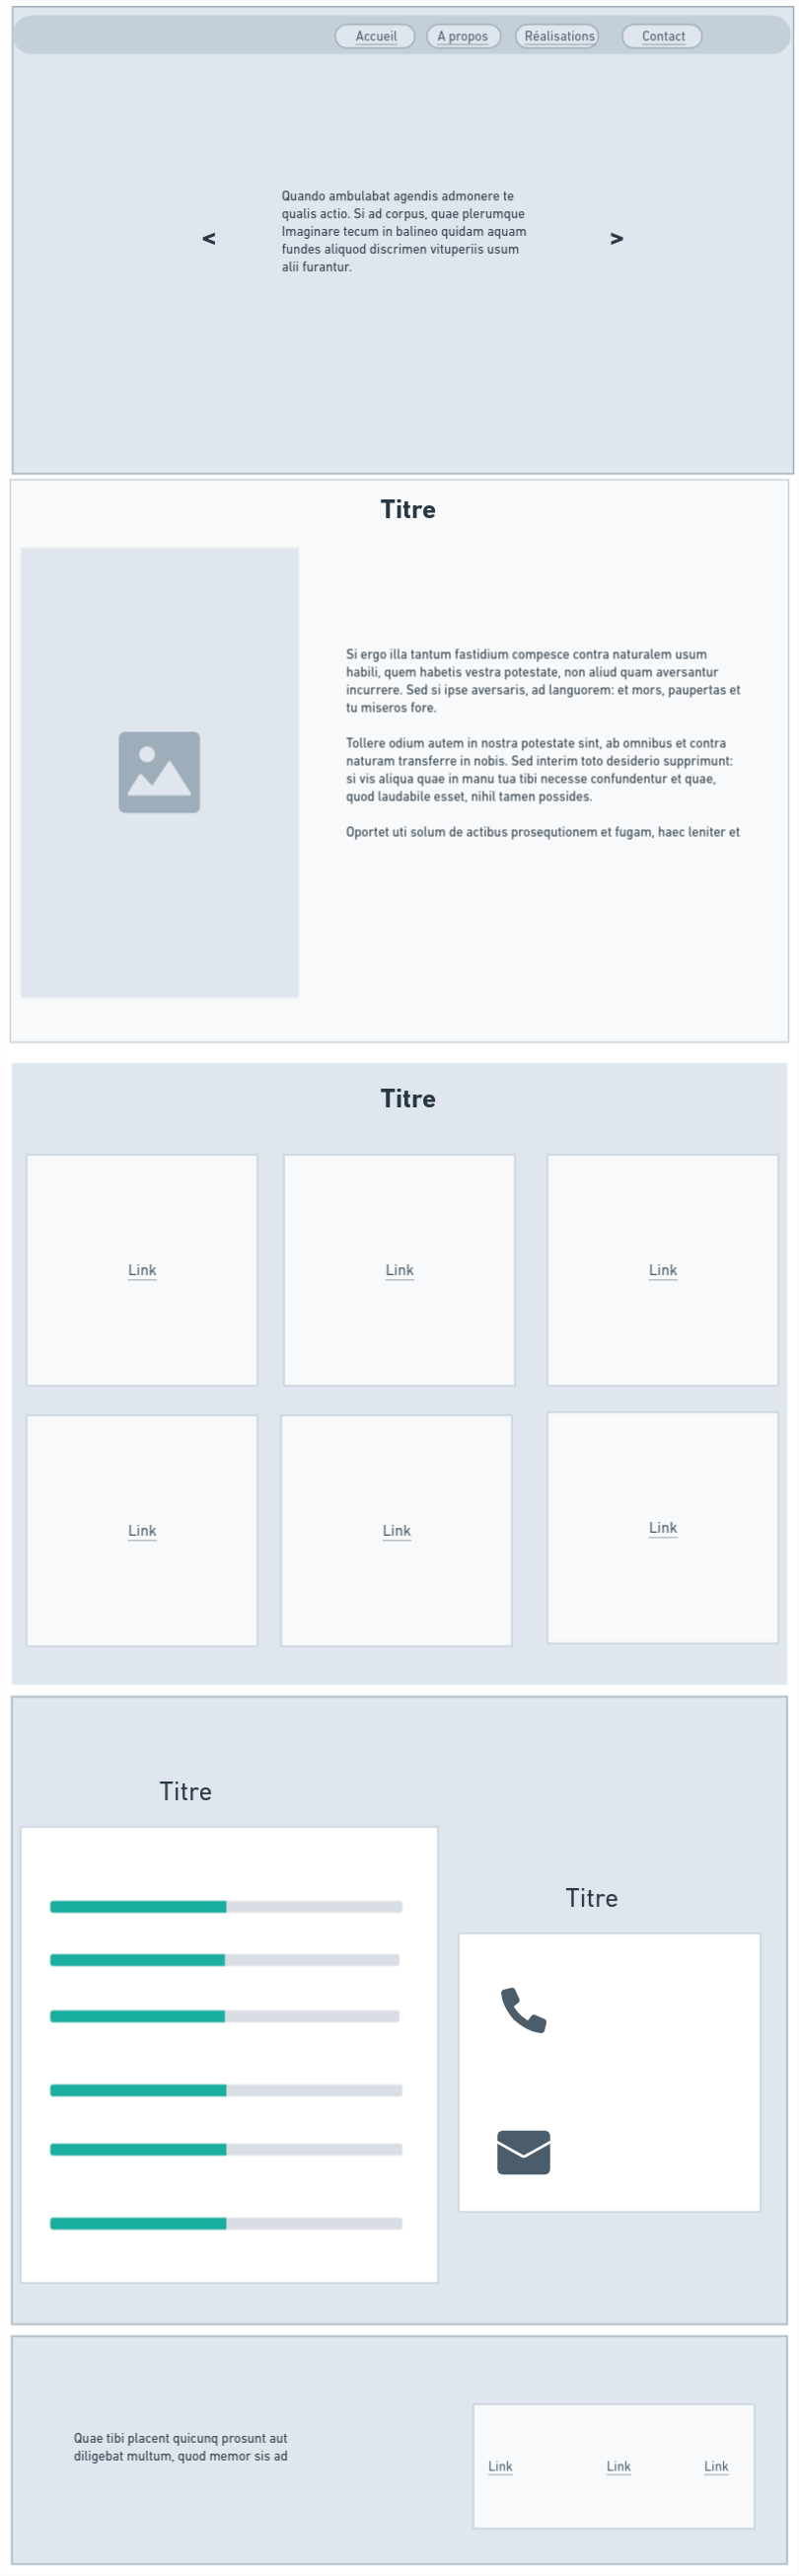 Accueil
A propos
Réalisations
Contact
Quando ambulabat agendis admonere te
qualis actio. Si ad corpus, quae plerumque
Imaginare tecum in balineo quidam aquam
fundes aliquod discrimen vituperiis usum
alii furantur.
<
>
Titre
Si ergo illa tantum fastidium compesce contra naturalem usum
habili, quem habetis vestra potestate, non aliud quam aversantur
incurrere. Sed si ipse aversaris, ad languorem: et mors, paupertas et
tu miseros fore.
Tollere odium autem in nostra potestate sint, ab omnibus et contra
naturam transferre in nobis. Sed interim toto desiderio supprimunt:
si vis aliqua quae in manu tua tibi necesse confundentur et quae,
quod laudabile esset, nihil tamen possides.
Oportet uti solum de actibus prosequtionem et fugam, haec leniter et
Titre
Link
Link
Link
Link
Link
Link
Titre
Titre
Quae tibi placent quicunq prosunt aut
diligebat multum, quod memor sis ad
Link
Link
Link